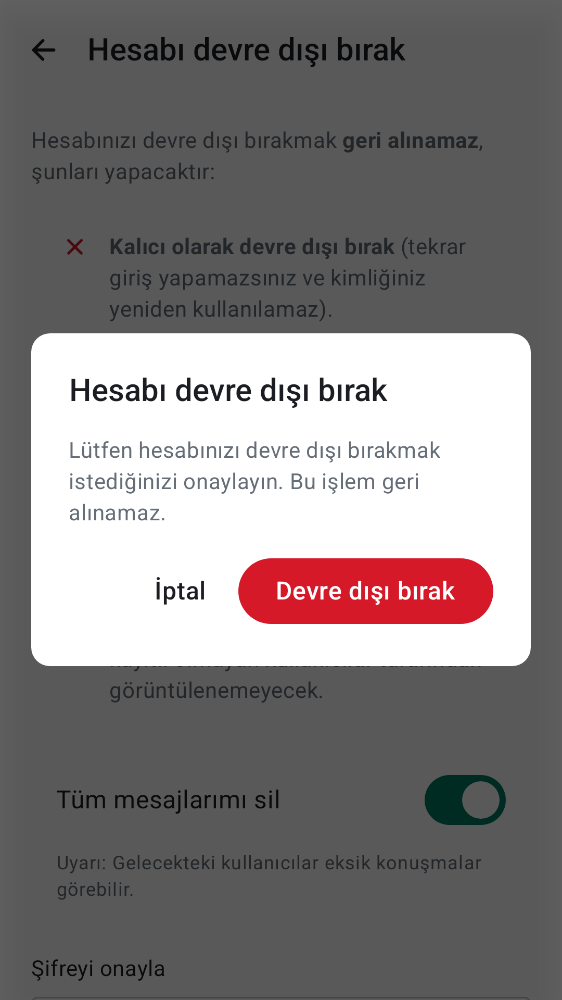 Hesabı devre dışı bırak
Hesabınızı devre dışı bırakmak geri alınamaz,
şunları yapacaktır:
Kalıcı olarak devre dışı bırak (tekrar
giriş yapamazsınız ve kimliğiniz
yeniden kullanılamaz).
Hesabı devre dışı bırak
Lütfen hesabınızı devre dışı bırakmak
istediğinizi onaylayın. Bu işlem geri
alınamaz.
İptal
Devre dışı bırak
görüntülenemeyecek.
Tüm mesajlarımı sil
Uyarı: Gelecekteki kullanıcılar eksik konuşmalar
görebilir.
Şifreyi onayla